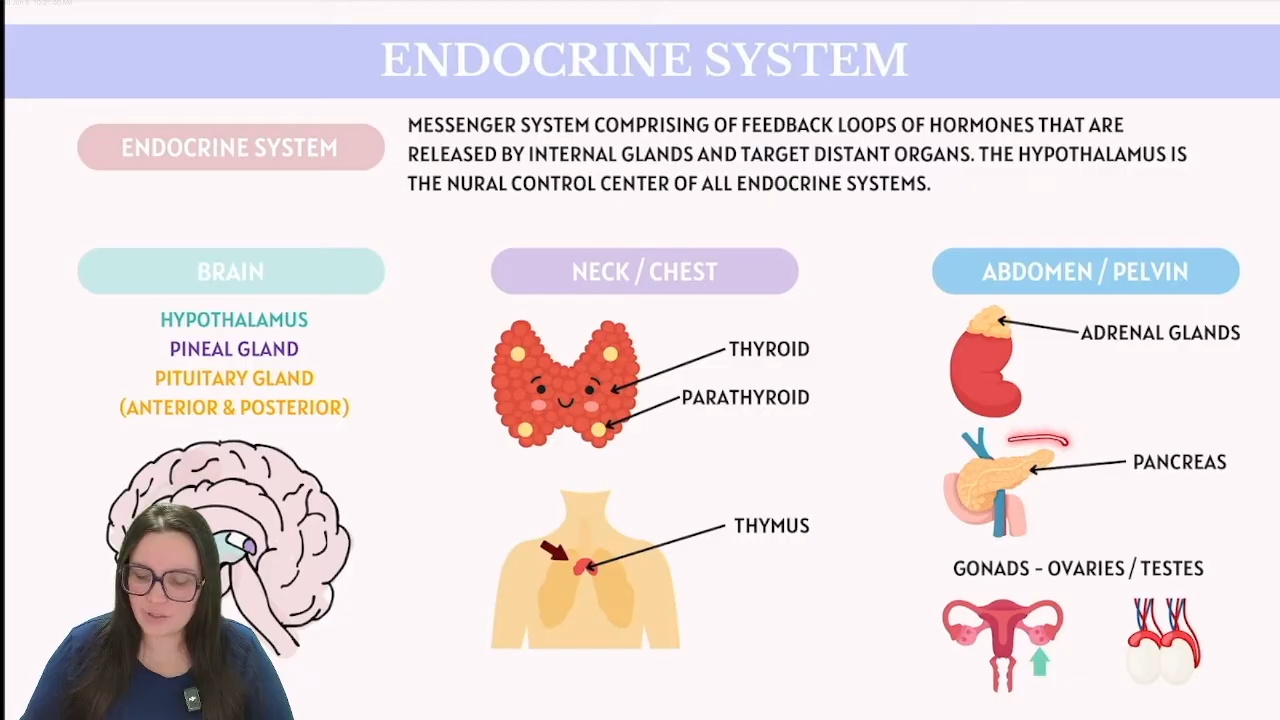 ENDOCRINE SYSTEM
ENDOCRINE SYSTEM
MESSENGER SYSTEM COMPRISING OF FEEDBACK LOOPS OF HORMONES THAT ARE
RELEASED BY INTERNAL GLANDS AND TARGET DISTANT ORGANS. THE HYPOTHALAMUS IS
THE NURAL CONTROL CENTER OF ALL ENDOCRINE SYSTEMS.
BRAIN
HYPOTHALAMUS
PINEAL GLAND
PITUITARY GLAND
(ANTERIOR & POSTERIOR)
NECK / CHEST
THYROID
PARATHYROID
THYMUS
ABDOMEN / PELVIN
ADRENAL GLANDS
PANCREAS
GONADS - OVARIES / TESTES